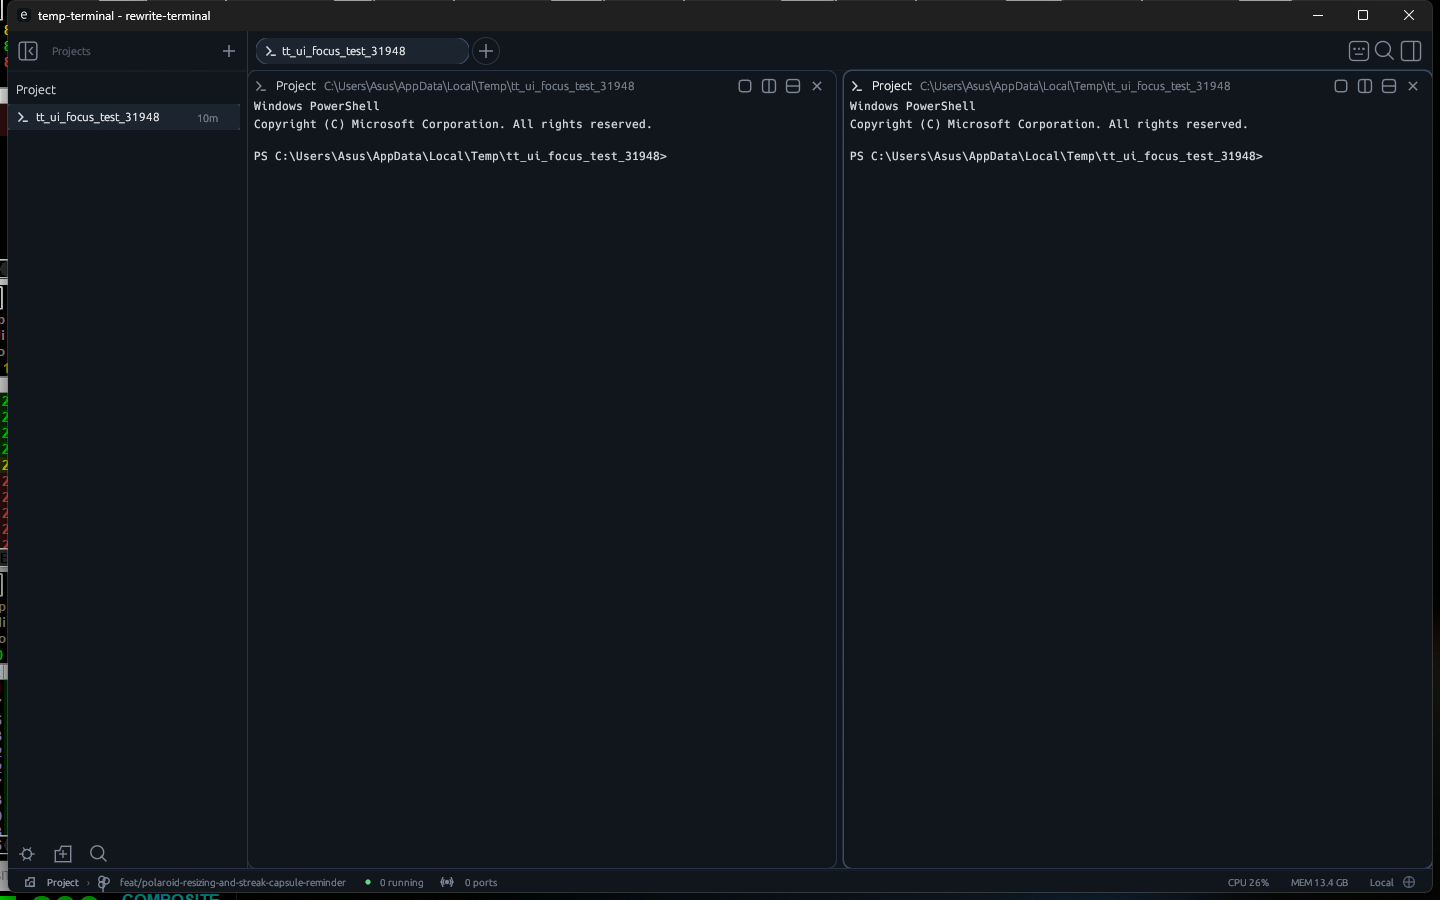 temp-terminal - rewrite-terminal
Projects
tt_ui_focus_test_31948
Project
tt_ui_focus_test_31948 10m
Project C:\Users\Asus\AppData\Local\Temp\tt_ui_focus_test_31948
Windows PowerShell
Copyright (C) Microsoft Corporation. All rights reserved.
PS C:\Users\Asus\AppData\Local\Temp\tt_ui_focus_test_31948>
Project C:\Users\Asus\AppData\Local\Temp\tt_ui_focus_test_31948
Windows PowerShell
Copyright (C) Microsoft Corporation. All rights reserved.
PS C:\Users\Asus\AppData\Local\Temp\tt_ui_focus_test_31948>
Project › feat/polaroid-resizing-and-streak-capsule-reminder 0 running 0 ports CPU 26% MEM 13.4 GB Local
COMPOSITE